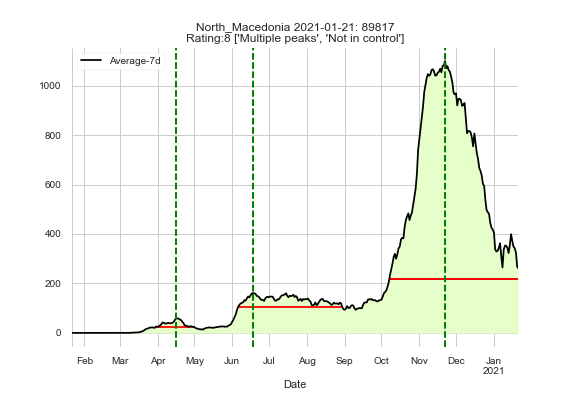 North_Macedonia 2021-01-21: 89817
Rating:8 ['Multiple peaks', 'Not in control']
Average-7d
1000
800
600
400
200
0
Feb Mar Apr May Jun Jul Aug Sep Oct Nov Dec Jan
2021
Date